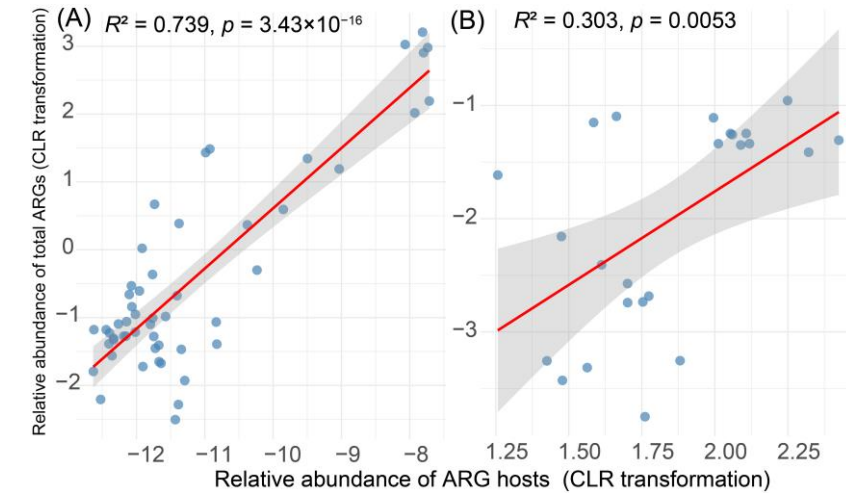 (A) R² = 0.739, p = 3.43×10⁻¹⁶
(B) R² = 0.303, p = 0.0053
Relative abundance of total ARGs (CLR transformation)
3
2
1
0
−1
−2
−12 −11 −10 −9 −8
−1
−2
−3
1.25 1.50 1.75 2.00 2.25
Relative abundance of ARG hosts (CLR transformation)